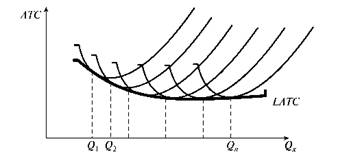 ATC
LATC
Q₁ Q₂ Qₙ Qₓ